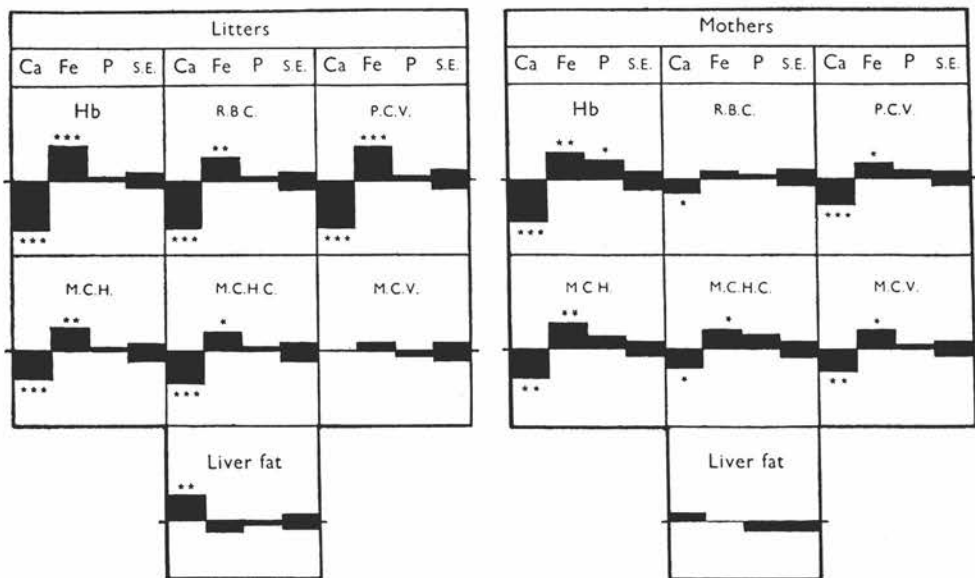 Litters
Mothers
Ca Fe P S.E. Ca Fe P S.E. Ca Fe P S.E.
Ca Fe P S.E. Ca Fe P S.E. Ca Fe P S.E.
Hb R.B.C. P.C.V.
Hb R.B.C. P.C.V.
*** ** ***
** * *
*** *** ***
*** * ***
M.C.H. M.C.H.C. M.C.V.
M C H. M.C.H.C. M.C.V.
** *
** * *
*** ***
** * **
Liver fat
Liver fat
**